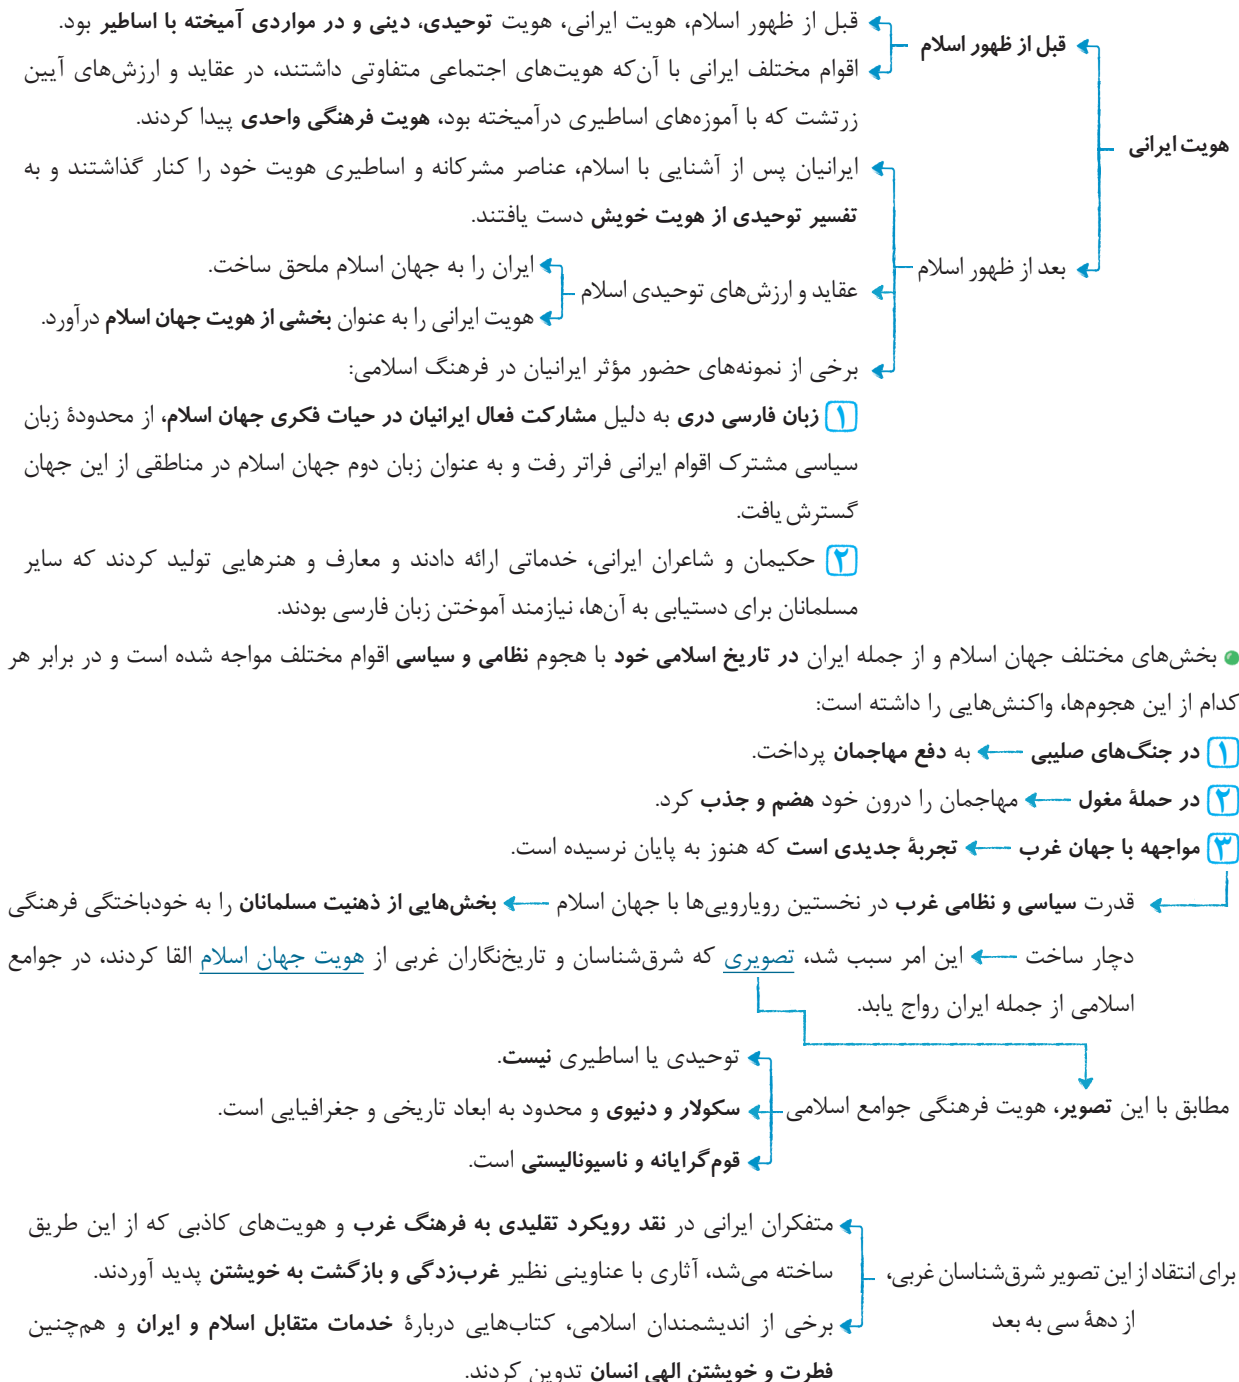 هویت ایرانی
قبل از ظهور اسلام
قبل از ظهور اسلام، هویت ایرانی، هویت توحیدی، دینی و در مواردی آمیخته با اساطیر بود.
اقوام مختلف ایرانی با آن‌که هویت‌های اجتماعی متفاوتی داشتند، در عقاید و ارزش‌های آیین
زرتشت که با آموزه‌های اساطیری درآمیخته بود، هویت فرهنگی واحدی پیدا کردند.
بعد از ظهور اسلام
ایرانیان پس از آشنایی با اسلام، عناصر مشرکانه و اساطیری هویت خود را کنار گذاشتند و به
تفسیر توحیدی از هویت خویش دست یافتند.
عقاید و ارزش‌های توحیدی اسلام
ایران را به جهان اسلام ملحق ساخت.
هویت ایرانی را به عنوان بخشی از هویت جهان اسلام درآورد.
برخی از نمونه‌های حضور مؤثر ایرانیان در فرهنگ اسلامی:
۱ زبان فارسی دری به دلیل مشارکت فعال ایرانیان در حیات فکری جهان اسلام، از محدودهٔ زبان
سیاسی مشترک اقوام ایرانی فراتر رفت و به عنوان زبان دوم جهان اسلام در مناطقی از این جهان
گسترش یافت.
۲ حکیمان و شاعران ایرانی، خدماتی ارائه دادند و معارف و هنرهایی تولید کردند که سایر
مسلمانان برای دستیابی به آن‌ها، نیازمند آموختن زبان فارسی بودند.
بخش‌های مختلف جهان اسلام و از جمله ایران در تاریخ اسلامی خود با هجوم نظامی و سیاسی اقوام مختلف مواجه شده است و در برابر هر
کدام از این هجوم‌ها، واکنش‌هایی را داشته است:
۱ در جنگ‌های صلیبی ← به دفع مهاجمان پرداخت.
۲ در حملهٔ مغول ← مهاجمان را درون خود هضم و جذب کرد.
۳ مواجهه با جهان غرب ← تجربهٔ جدیدی است که هنوز به پایان نرسیده است.
قدرت سیاسی و نظامی غرب در نخستین رویارویی‌ها با جهان اسلام ← بخش‌هایی از ذهنیت مسلمانان را به خودباختگی فرهنگی
دچار ساخت ← این امر سبب شد، تصویری که شرق‌شناسان و تاریخ‌نگاران غربی از هویت جهان اسلام القا کردند، در جوامع
اسلامی از جمله ایران رواج یابد.
مطابق با این تصویر، هویت فرهنگی جوامع اسلامی
توحیدی یا اساطیری نیست.
سکولار و دنیوی و محدود به ابعاد تاریخی و جغرافیایی است.
قوم‌گرایانه و ناسیونالیستی است.
برای انتقاد از این تصویر شرق‌شناسان غربی،
از دههٔ سی به بعد
متفکران ایرانی در نقد رویکرد تقلیدی به فرهنگ غرب و هویت‌های کاذبی که از این طریق
ساخته می‌شد، آثاری با عناوینی نظیر غرب‌زدگی و بازگشت به خویشتن پدید آوردند.
برخی از اندیشمندان اسلامی، کتاب‌هایی دربارهٔ خدمات متقابل اسلام و ایران و هم‌چنین
فطرت و خویشتن الهی انسان تدوین کردند.